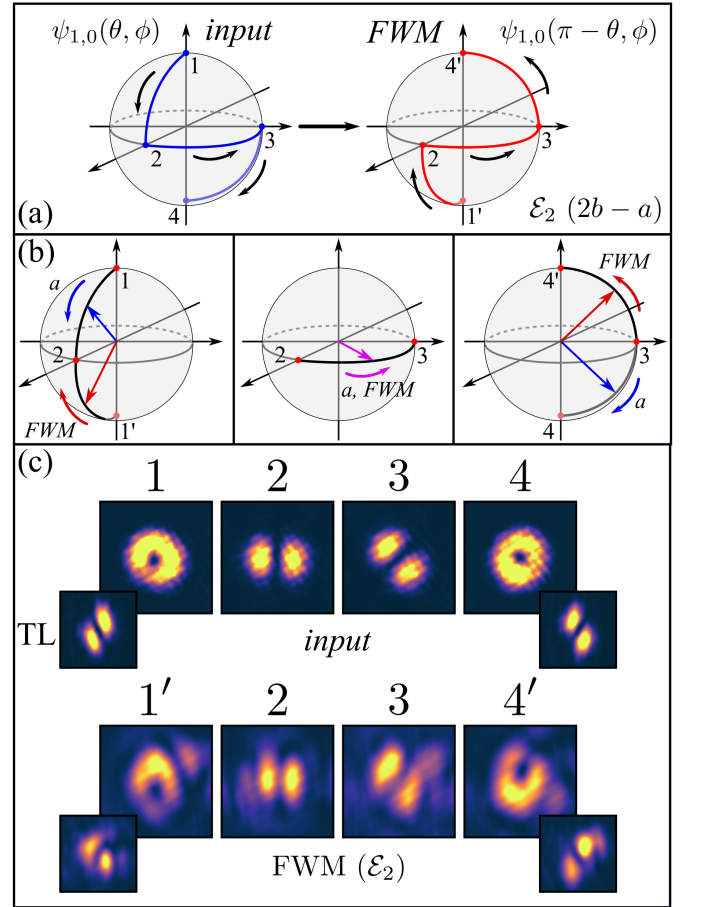 ψ₁,₀(θ, ϕ) input FWM ψ₁,₀(π − θ, ϕ)
1 4'
2 3 2 3
4 1'
(a) ℰ₂ (2b − a)
(b)
1 4'
a FWM
2 2 3 3
a, FWM a
FWM 1' 4
(c)
1 2 3 4
TL input
1′ 2 3 4′
FWM (ℰ₂)